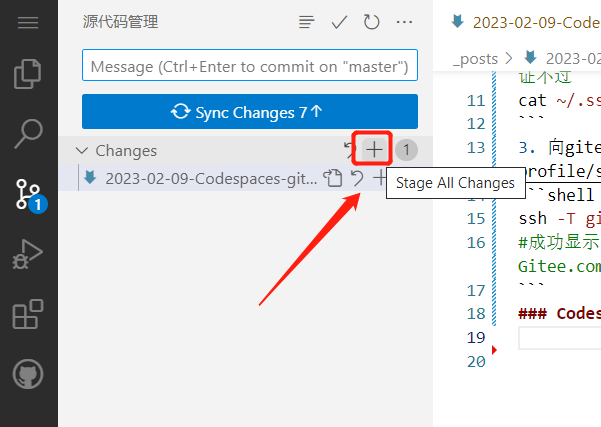 源代码管理
Message (Ctrl+Enter to commit on "master")
Sync Changes 7↑
Changes
1
2023-02-09-Codespaces-git...
Stage All Changes
1
2023-02-09-Codes
_posts > 2023-02
证不过
11 cat ~/.ss
12 ```
13 3. 向gite
profile/s
14 ```shell
15 ssh -T gi
16 #成功显示
Gitee.com
17 ```
18 ### Codes
19
20